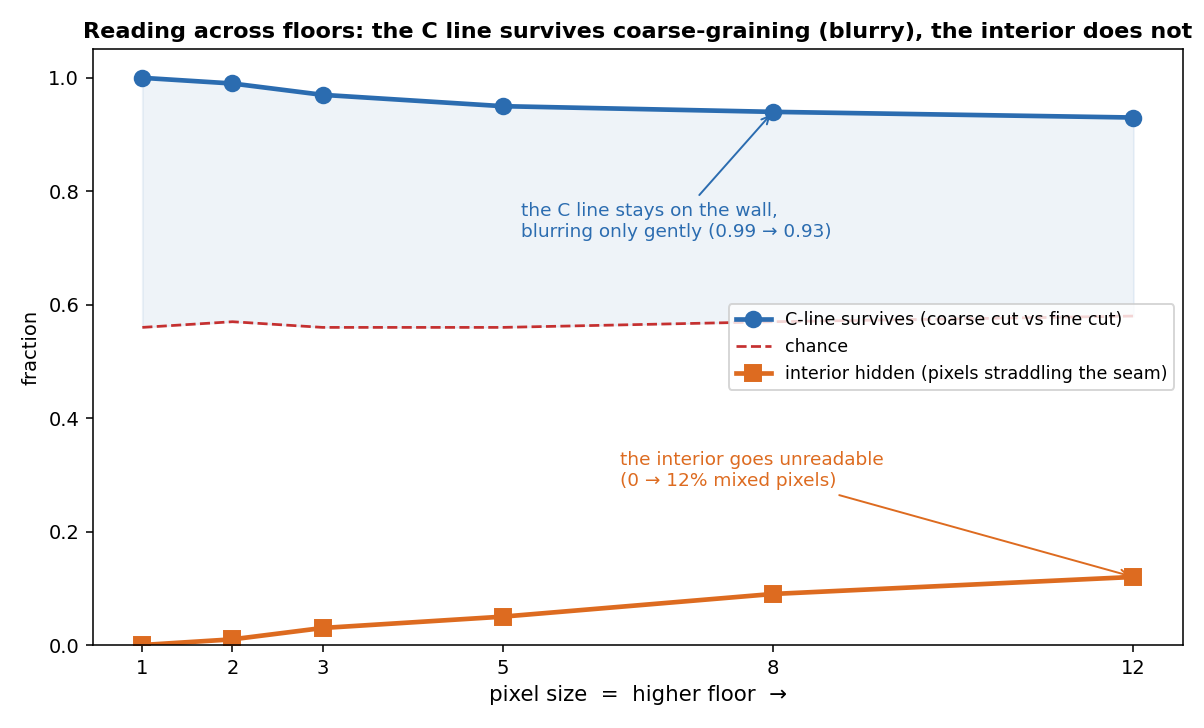 Reading across floors: the C line survives coarse-graining (blurry), the interior does not
1.0
0.8
0.6
0.4
0.2
0.0
fraction
the C line stays on the wall,
blurring only gently (0.99 → 0.93)
C-line survives (coarse cut vs fine cut)
chance
interior hidden (pixels straddling the seam)
the interior goes unreadable
(0 → 12% mixed pixels)
1 2 3 5 8 12
pixel size = higher floor →